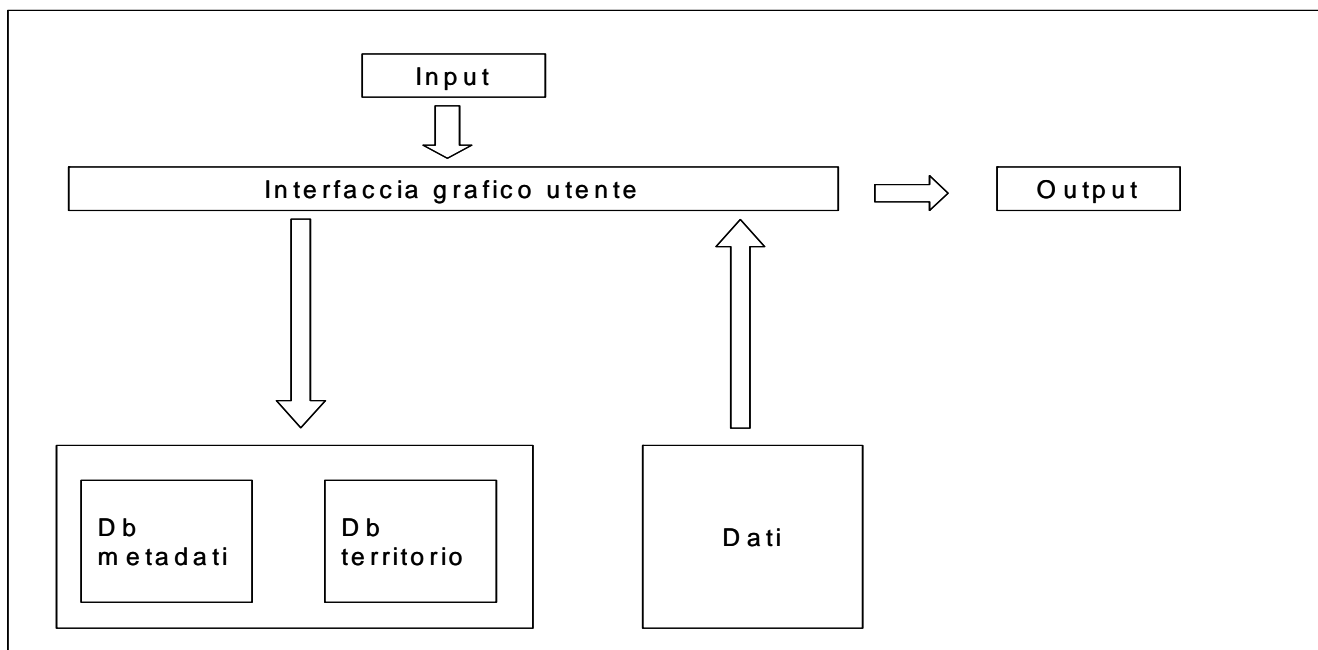 Input
Interfaccia grafico utente
Output
Db
metadati
Db
territorio
Dati